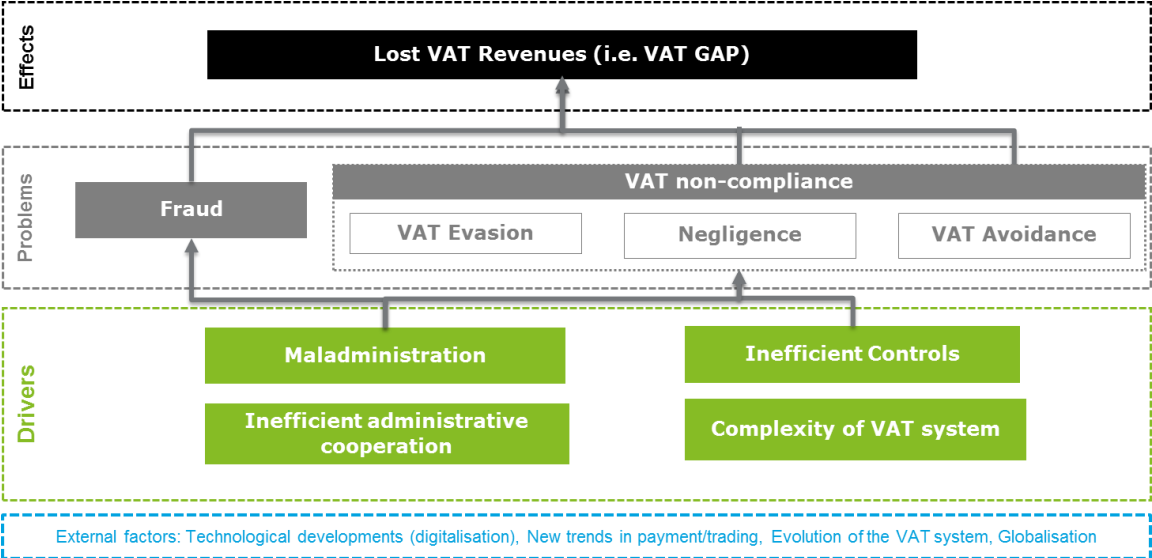 Effects
Lost VAT Revenues (i.e. VAT GAP)
Problems
Fraud
VAT non-compliance
VAT Evasion
Negligence
VAT Avoidance
Drivers
Maladministration
Inefficient Controls
Inefficient administrative
cooperation
Complexity of VAT system
External factors: Technological developments (digitalisation), New trends in payment/trading, Evolution of the VAT system, Globalisation